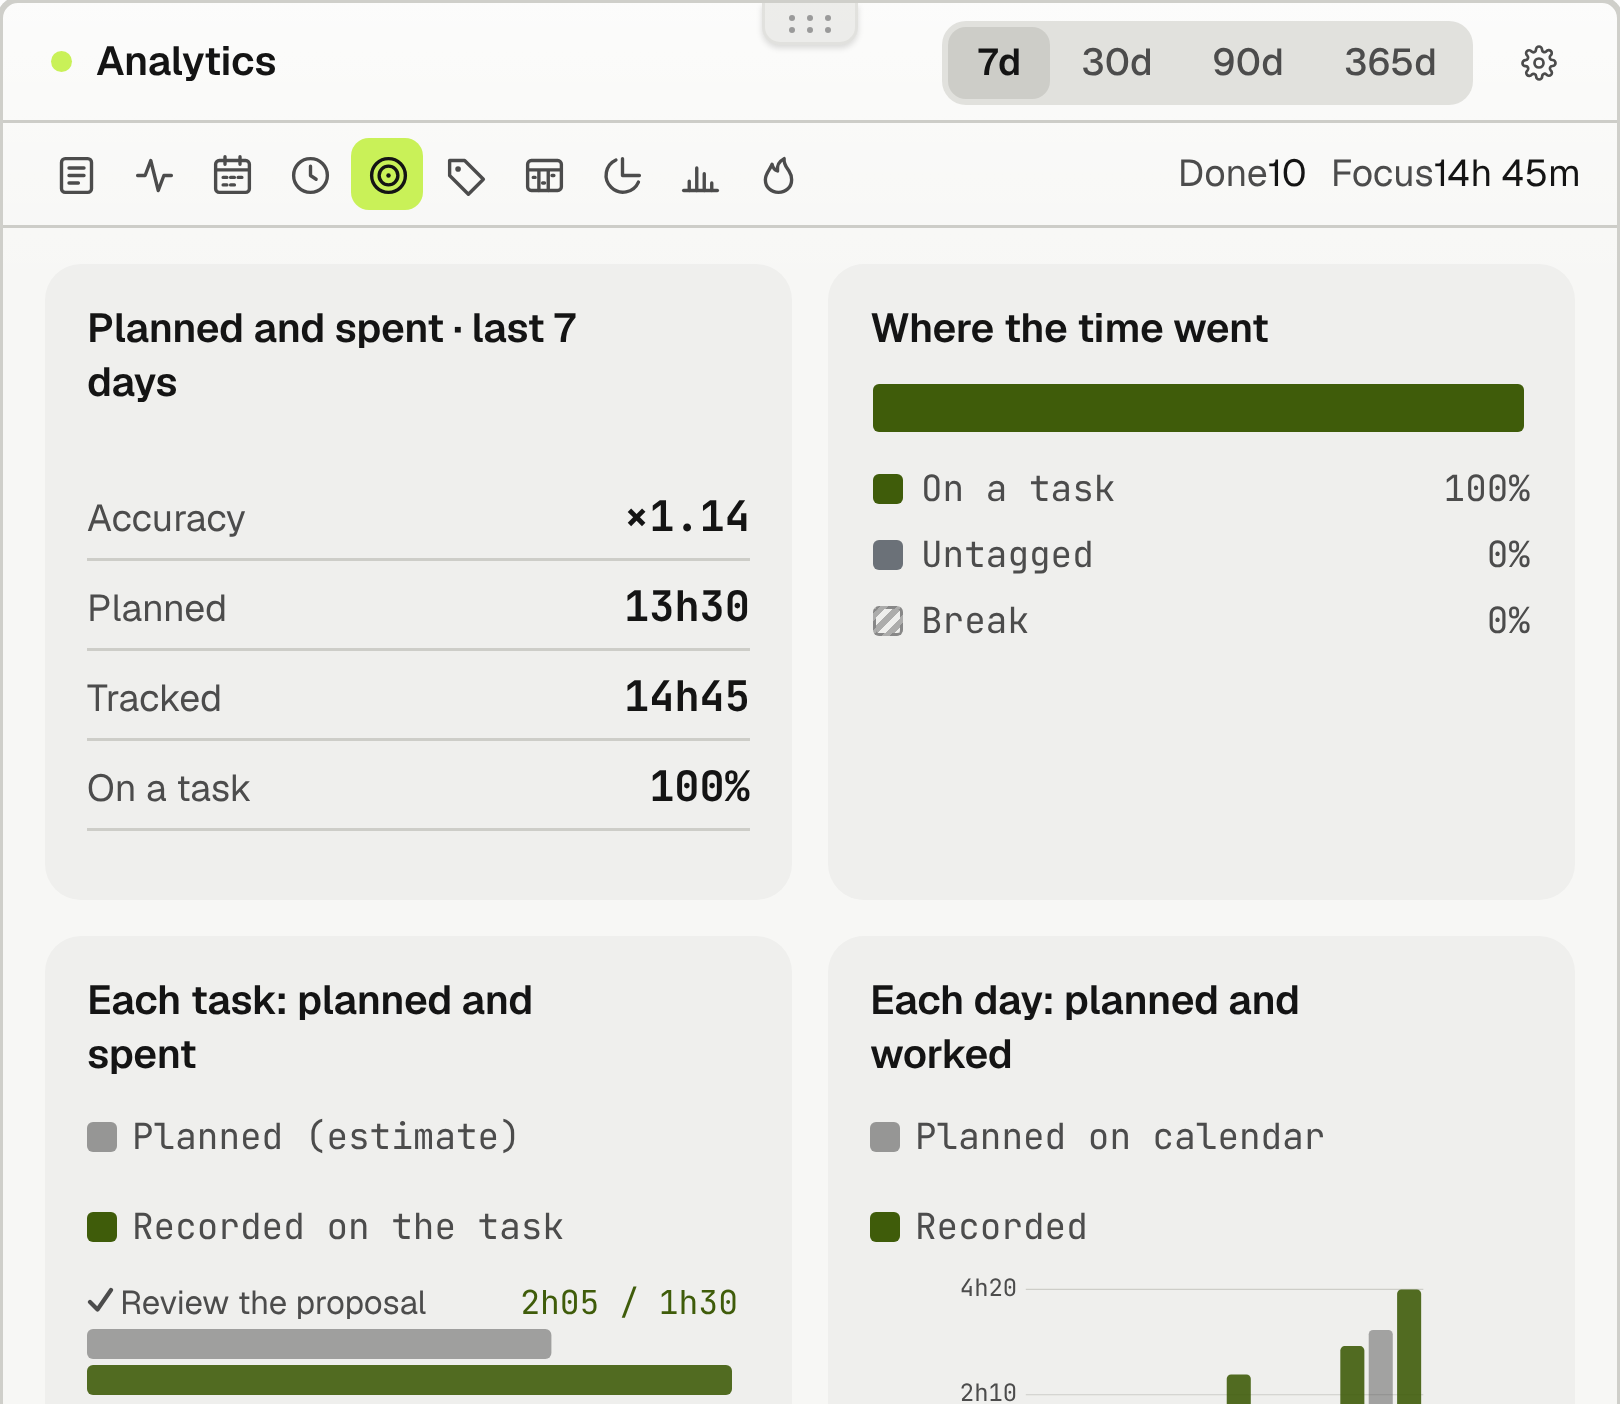 Analytics
7d 30d 90d 365d
Done10 Focus14h 45m
Planned and spent · last 7
days
Accuracy ×1.14
Planned 13h30
Tracked 14h45
On a task 100%
Where the time went
On a task 100%
Untagged 0%
Break 0%
Each task: planned and
spent
Planned (estimate)
Recorded on the task
Review the proposal 2h05 / 1h30
Each day: planned and
worked
Planned on calendar
Recorded
4h20
2h10